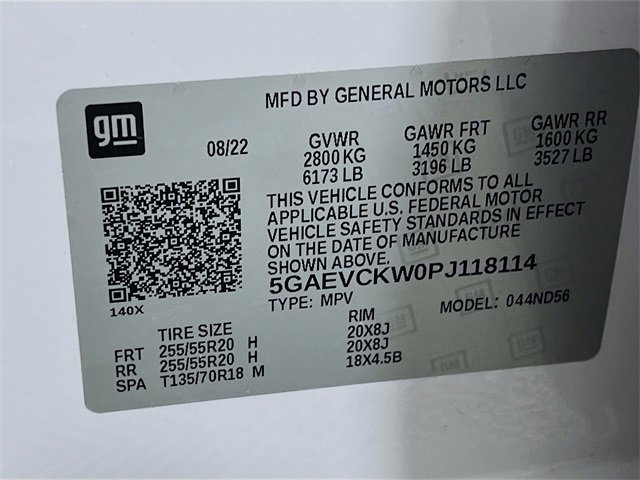 MFD BY GENERAL MOTORS LLC
gm
08/22
GVWR GAWR FRT GAWR RR
2800 KG 1450 KG 1600 KG
6173 LB 3196 LB 3527 LB
THIS VEHICLE CONFORMS TO ALL
APPLICABLE U.S. FEDERAL MOTOR
VEHICLE SAFETY STANDARDS IN EFFECT
ON THE DATE OF MANUFACTURE
SHOWN ABOVE.
5GAEVCKW0PJ118114
140X
TYPE: MPV MODEL: 044ND56
TIRE SIZE RIM
FRT 255/55R20 H 20X8J
RR 255/55R20 H 20X8J
SPA T135/70R18 M 18X4.5B